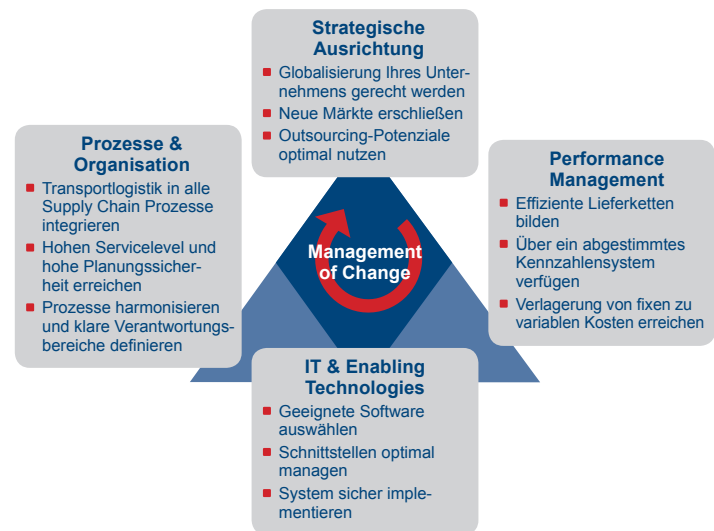 Strategische
Ausrichtung
Globalisierung Ihres Unter-
nehmens gerecht werden
Neue Märkte erschließen
Outsourcing-Potenziale
optimal nutzen
Prozesse &
Organisation
Transportlogistik in alle
Supply Chain Prozesse
integrieren
Hohen Servicelevel und
hohe Planungssicher-
heit erreichen
Prozesse harmonisieren
und klare Verantwortungs-
bereiche definieren
Management
of Change
Performance
Management
Effiziente Lieferketten
bilden
Über ein abgestimmtes
Kennzahlensystem
verfügen
Verlagerung von fixen zu
variablen Kosten erreichen
IT & Enabling
Technologies
Geeignete Software
auswählen
Schnittstellen optimal
managen
System sicher imple-
mentieren